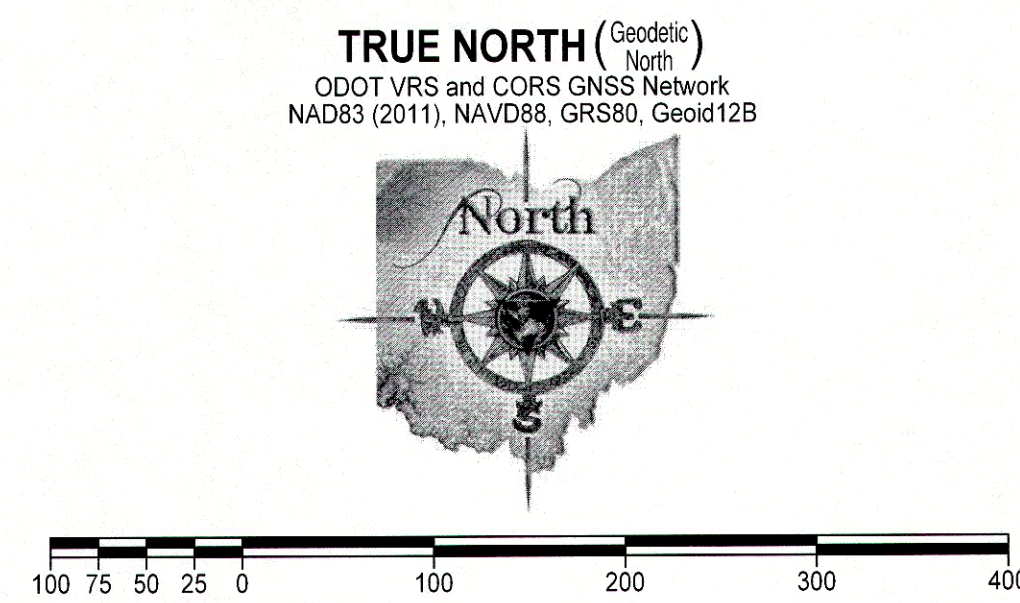 TRUE NORTH (Geodetic North)
ODOT VRS and CORS GNSS Network
NAD83 (2011), NAVD88, GRS80, Geoid12B
North
W E
S
100 75 50 25 0 100 200 300 400